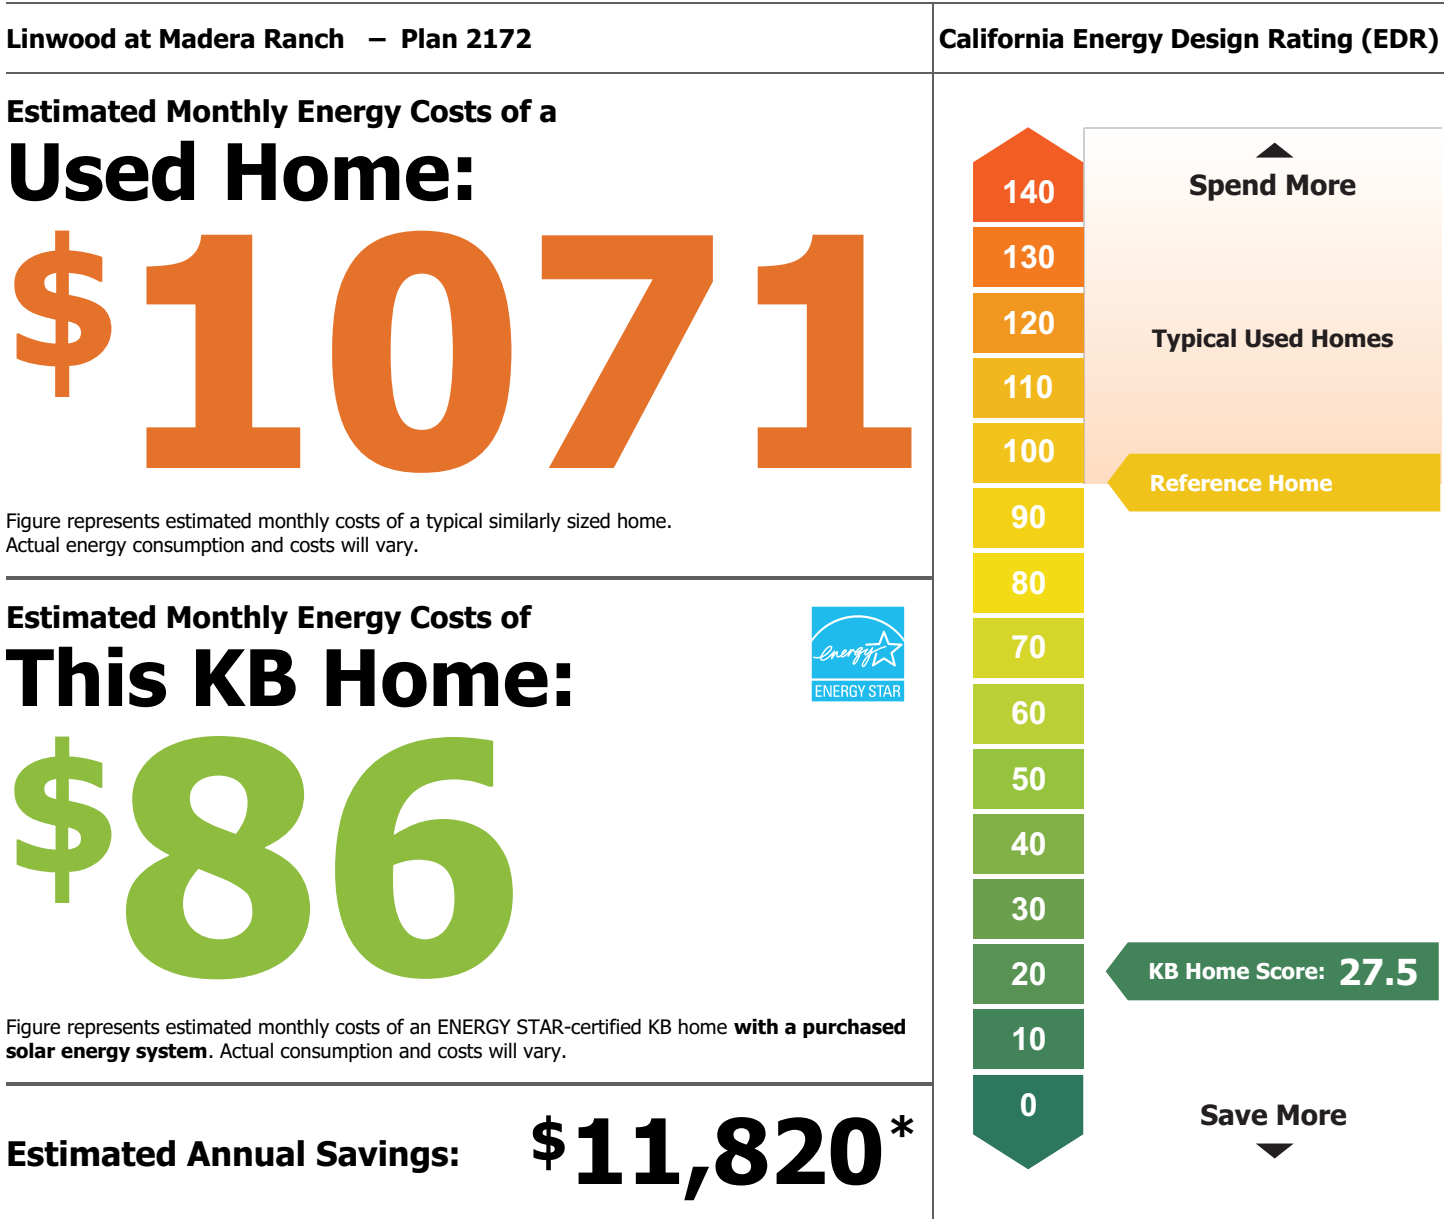 Linwood at Madera Ranch – Plan 2172
Estimated Monthly Energy Costs of a
Used Home:
$1071
Figure represents estimated monthly costs of a typical similarly sized home.
Actual energy consumption and costs will vary.
Estimated Monthly Energy Costs of
This KB Home:
energy
ENERGY STAR
$86
Figure represents estimated monthly costs of an ENERGY STAR-certified KB home with a purchased
solar energy system. Actual consumption and costs will vary.
Estimated Annual Savings: $11,820*
California Energy Design Rating (EDR)
Spend More
140
130
120
Typical Used Homes
110
100
Reference Home
90
80
70
60
50
40
30
20
KB Home Score: 27.5
10
0
Save More